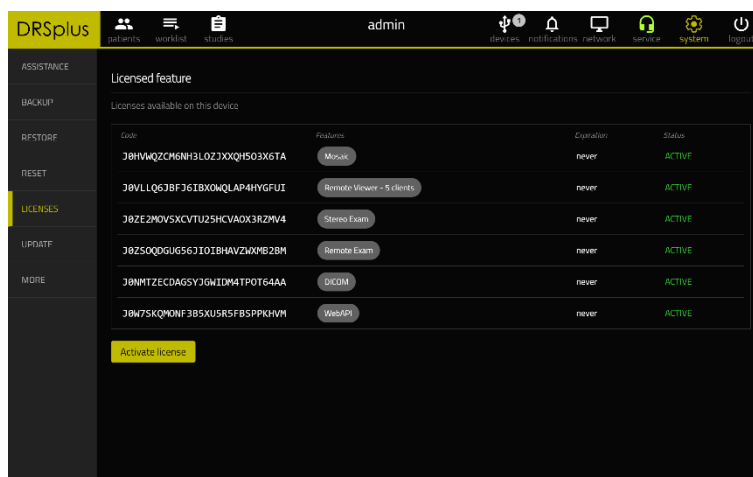 DRSplus
patients worklist studies
admin
1
devices notifications network service system logout
ASSISTANCE
BACKUP
RESTORE
RESET
LICENSES
UPDATE
MORE
Licensed feature
Licenses available on this device
Code Features Expiration Status
J0HVWQZCM6NH3LOZJXXQH5O3X6TA Mosaic never ACTIVE
J0VLLQ6JBFJ6IBXOWQLAP4HYGFUI Remote Viewer - 5 clients never ACTIVE
J0ZE2MOVSXCVTU25HCVAOX3RZMV4 Stereo Exam never ACTIVE
J0ZSOQDGUG56JIOIBHAVZWXMB2BM Remote Exam never ACTIVE
J0NMTZECDAGSYJGWIDM4TPOT64AA DICOM never ACTIVE
J0W7SKQMONF3B5XU5R5FBSPPKHVM WebAPI never ACTIVE
Activate license